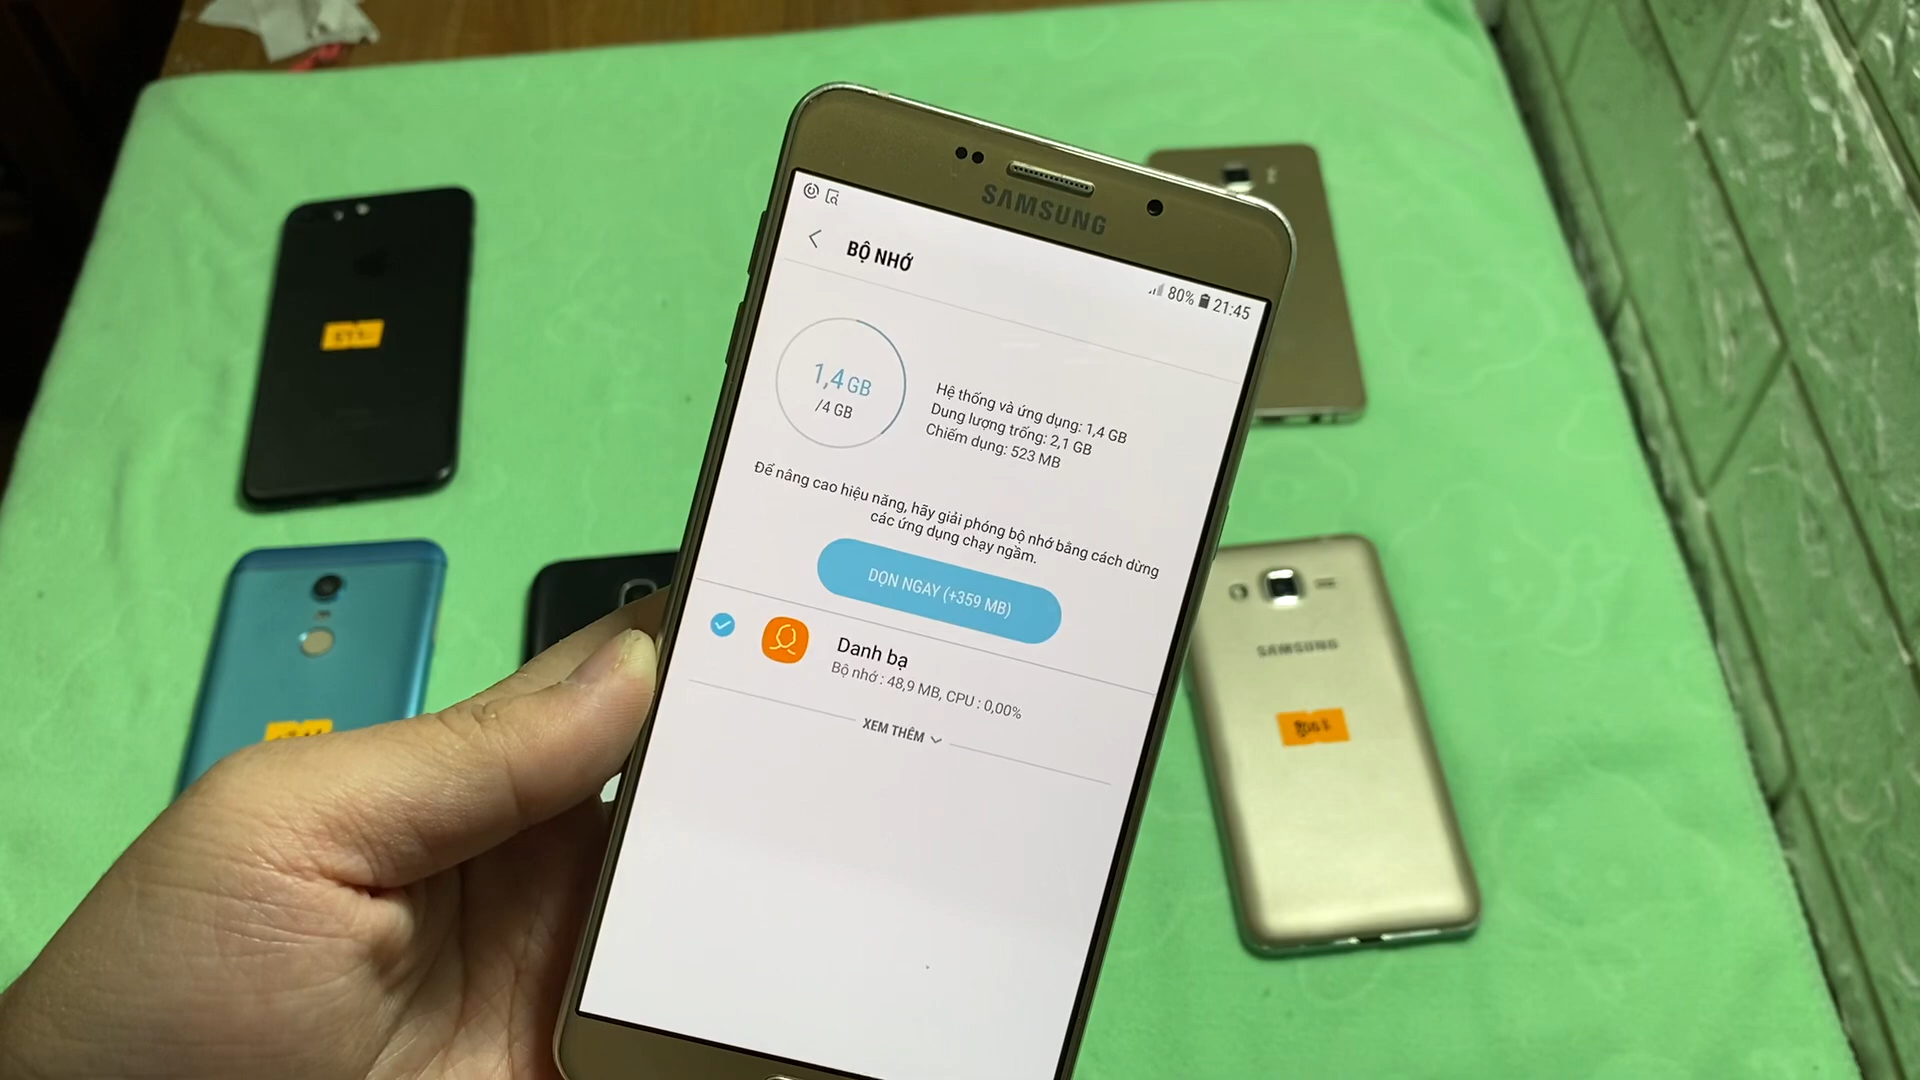 SAMSUNG
80% 21:45
BỘ NHỚ
1,4 GB
/4 GB
Hệ thống và ứng dụng: 1,4 GB
Dung lượng trống: 2,1 GB
Chiếm dụng: 523 MB
Để nâng cao hiệu năng, hãy giải phóng bộ nhớ bằng cách dừng
các ứng dụng chạy ngầm.
DỌN NGAY (+359 MB)
Danh bạ
Bộ nhớ : 48,9 MB, CPU : 0,00%
XEM THÊM
SAMSUNG